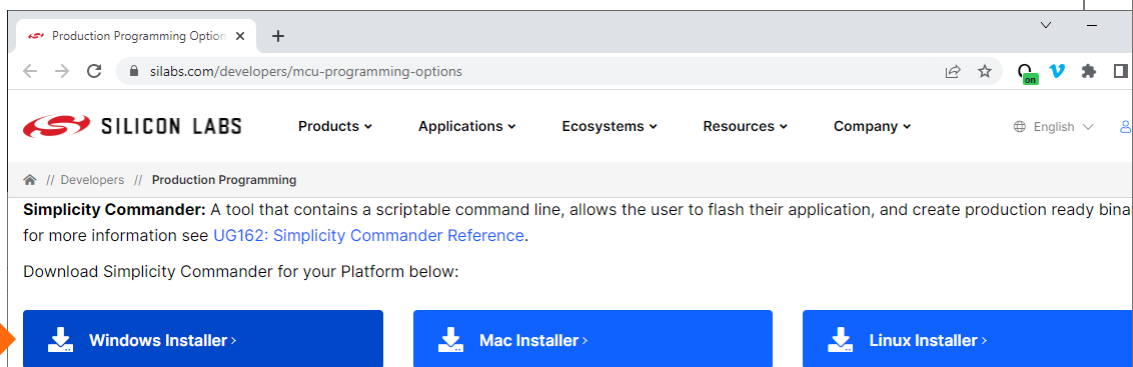 Production Programming Option
silabs.com/developers/mcu-programming-options
on
SILICON LABS Products Applications Ecosystems Resources Company English
// Developers // Production Programming
Simplicity Commander: A tool that contains a scriptable command line, allows the user to flash their application, and create production ready bina
for more information see UG162: Simplicity Commander Reference.
Download Simplicity Commander for your Platform below:
Windows Installer > Mac Installer > Linux Installer >